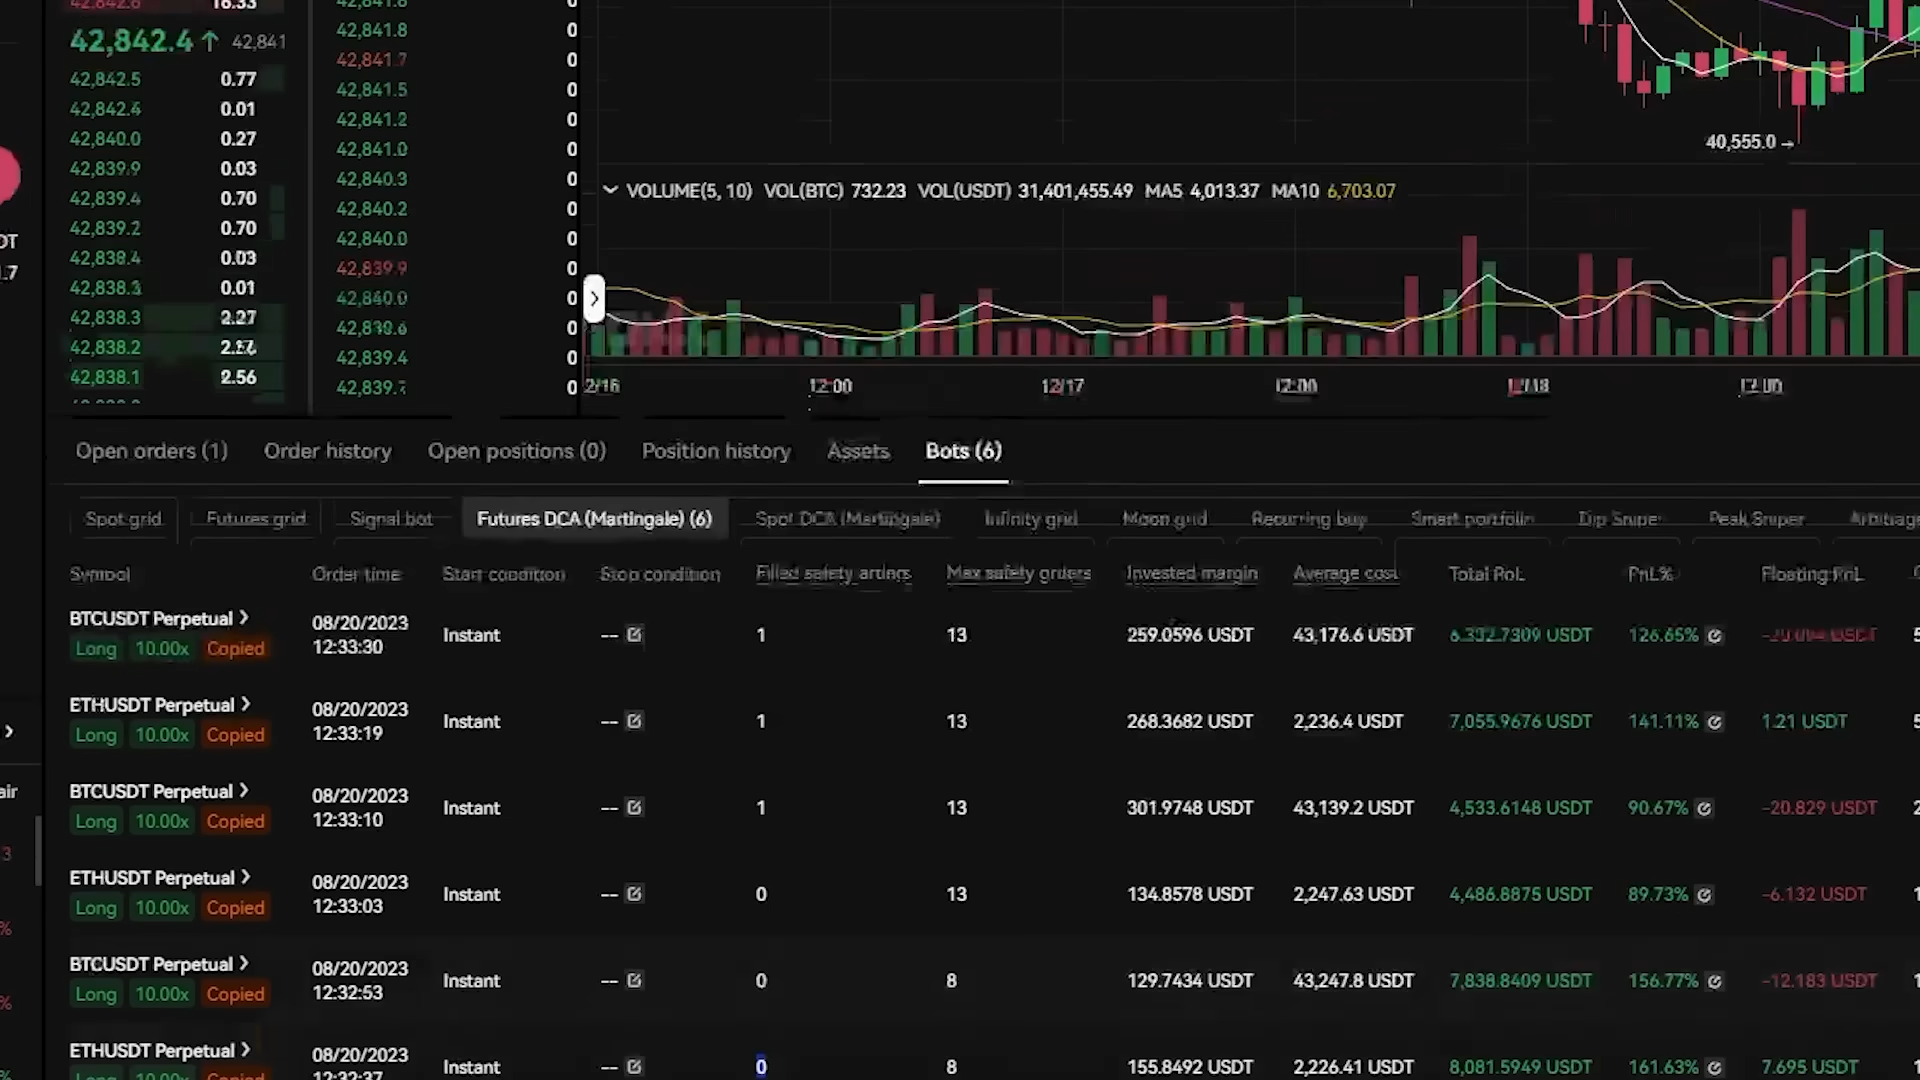 16.33
42,842.4 ↑ 42,841
42,842.5 0.77
42,842.4 0.01
42,840.0 0.27
42,839.9 0.03
42,839.4 0.70
42,839.2 0.70
42,838.4 0.03
0.01
42,838.3 2.27
42,838.2
42,838.1 2.56
42,841.8 0
42,841.7 0
42,841.5 0
42,841.2 0
42,841.0 0
42,840.3 0
42,840.2 0
42,840.0 0
42,839.9 0
42,840.0 0
0
42,839.4 0
0
DT
.7
40,555.0 →
VOLUME(5, 10) VOL(BTC) 732.23 VOL(USDT) 31,401,455.49 MA5 4,013.37 MA10 6,703.07
2/16 12:00 12/17 12:00 12/18
Open orders (1) Order history Open positions (0) Position history Assets Bots (6)
Spot grid Futures grid Signal bot Futures DCA (Martingale) (6) Spot DCA (Martingale) Infinity grid Moon grid Recurring buy Smart portfolio Dip Sniper Peak Sniper
Symbol Order time Start condition Stop condition Filled safety orders Max safety orders Invested margin Average cost Total PnL PnL% Floating PnL
BTCUSDT Perpetual >
Long 10.00x Copied
08/20/2023
12:33:30
Instant -- 1 13 259.0596 USDT 43,176.6 USDT 126.65%
ETHUSDT Perpetual >
Long 10.00x Copied
08/20/2023
12:33:19
Instant -- 1 13 268.3682 USDT 2,236.4 USDT 7,055.9676 USDT 141.11% 1.21 USDT
BTCUSDT Perpetual >
Long 10.00x Copied
08/20/2023
12:33:10
Instant -- 1 13 301.9748 USDT 43,139.2 USDT 4,533.6148 USDT 90.67% -20.829 USDT
ETHUSDT Perpetual >
Long 10.00x Copied
08/20/2023
12:33:03
Instant -- 0 13 134.8578 USDT 2,247.63 USDT 4,486.8875 USDT 89.73% -6.132 USDT
BTCUSDT Perpetual >
Long 10.00x Copied
08/20/2023
12:32:53
Instant -- 0 8 129.7434 USDT 43,247.8 USDT 7,838.8409 USDT 156.77% -12.183 USDT
ETHUSDT Perpetual >
Long 10.00x Copied
08/20/2023
12:32:37
Instant -- 0 8 155.8492 USDT 2,226.41 USDT 8,081.5949 USDT 161.63% 7.695 USDT